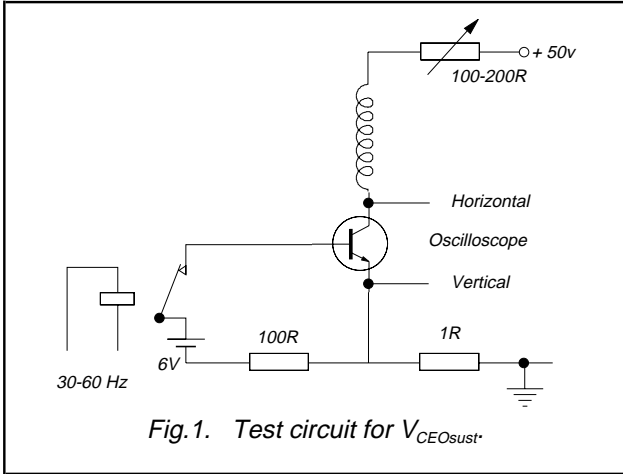 + 50v
100-200R
Horizontal
Oscilloscope
Vertical
100R
1R
6V
30-60 Hz
Fig.1. Test circuit for VCEOsust.